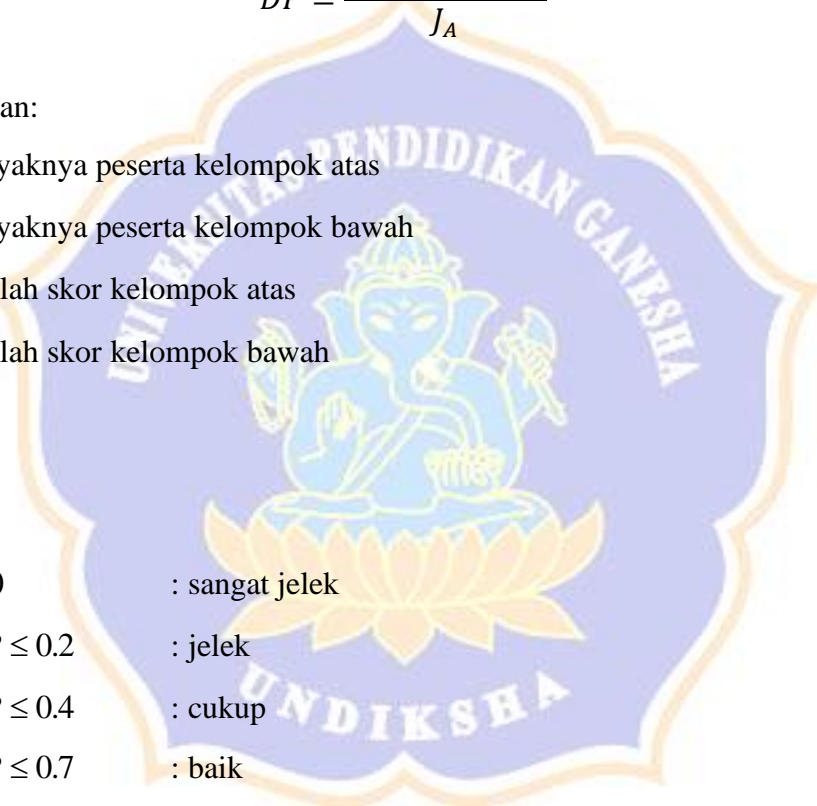 DP =
J_A
an:
yaknya peserta kelompok atas
yaknya peserta kelompok bawah
lah skor kelompok atas
lah skor kelompok bawah
: sangat jelek
≤ 0.2 : jelek
≤ 0.4 : cukup
≤ 0.7 : baik
UNIVERSITAS PENDIDIKAN GANESHA
UNDIKSHA